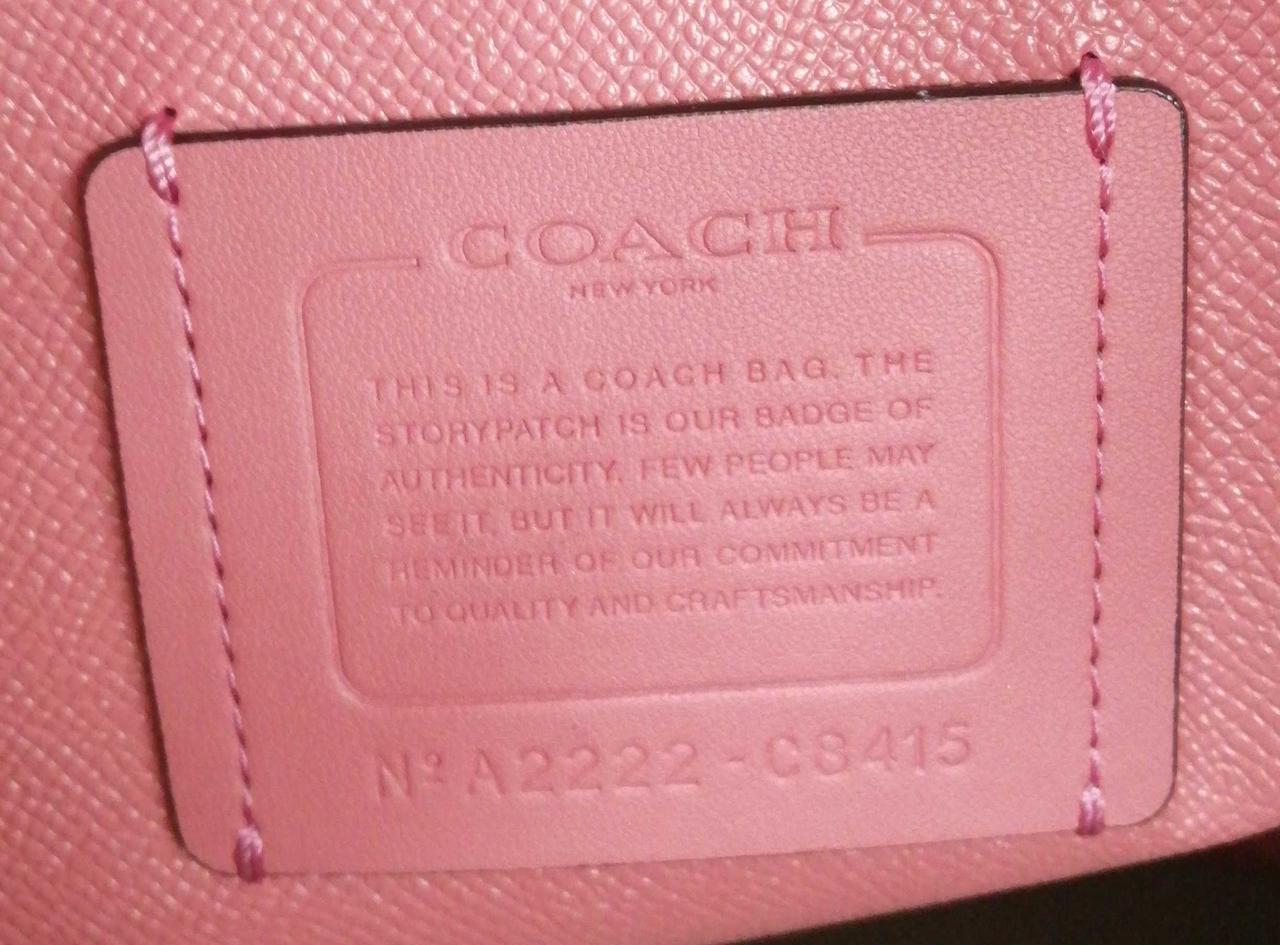 COACH
NEW YORK
THIS IS A COACH BAG. THE
STORYPATCH IS OUR BADGE OF
AUTHENTICITY. FEW PEOPLE MAY
SEE IT, BUT IT WILL ALWAYS BE A
REMINDER OF OUR COMMITMENT
TO QUALITY AND CRAFTSMANSHIP.
Nº A2222-C8415